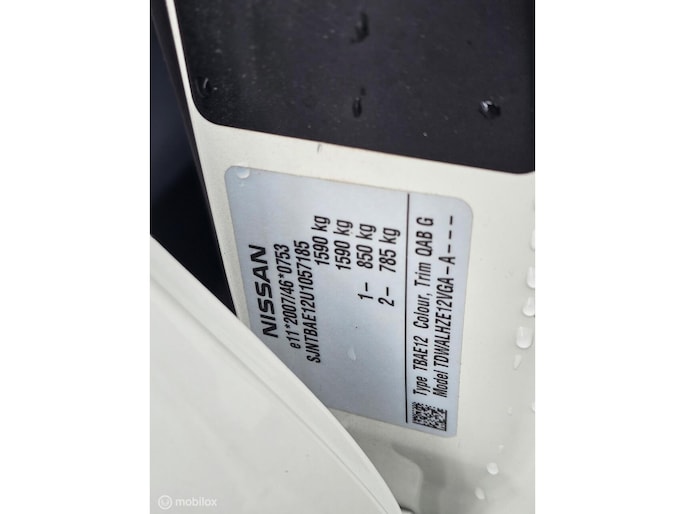 NISSAN
e11*2007/46*0753
SJNTBAE12U1057185
1590 kg
1590 kg
1– 850 kg
2– 785 kg
Type TBAE12 Colour, Trim QAB G
Model TDWALHZE12VGA-A---
mobilox